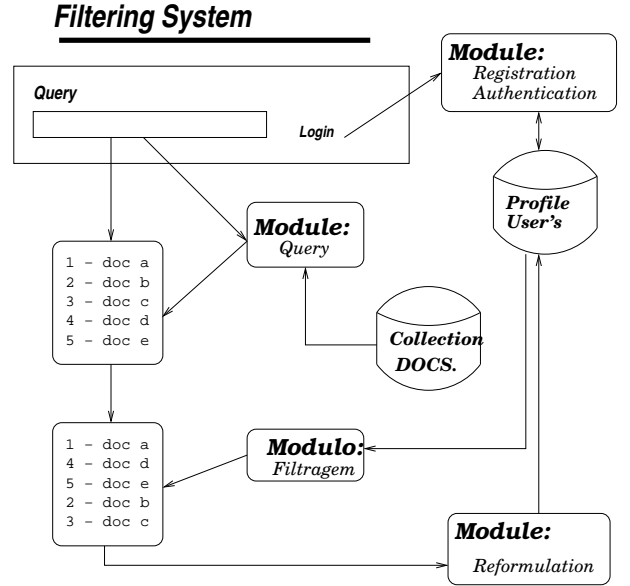 Filtering System
Module:
Registration
Authentication
Query
Login
Profile
User's
Module:
Query
1 – doc a
2 – doc b
3 – doc c
4 – doc d
5 – doc e
Collection
DOCS.
1 – doc a
4 – doc d
5 – doc e
2 – doc b
3 – doc c
Modulo:
Filtragem
Module:
Reformulation